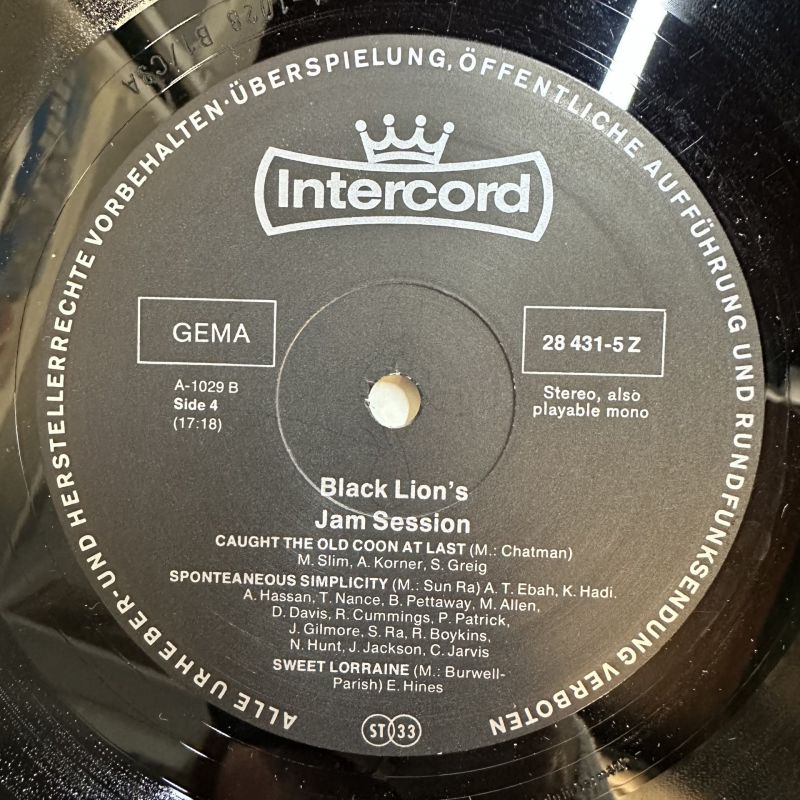 ALLE URHEBER- UND HERSTELLERRECHTE VORBEHALTEN · ÜBERSPIELUNG, ÖFFENTLICHE AUFFÜHRUNG UND RUNDFUNKSENDUNG VERBOTEN
Intercord
GEMA
28 431-5 Z
A-1029 B
Side 4
(17:18)
Stereo, also
playable mono
Black Lion's
Jam Session
CAUGHT THE OLD COON AT LAST (M.: Chatman)
M. Slim, A. Korner, S. Greig
SPONTEANEOUS SIMPLICITY (M.: Sun Ra) A. T. Ebah, K. Hadi.
A. Hassan, T. Nance, B. Pettaway, M. Allen,
D. Davis, R. Cummings, P. Patrick,
J. Gilmore, S. Ra, R. Boykins,
N. Hunt, J. Jackson, C. Jarvis
SWEET LORRAINE (M.: Burwell-
Parish) E. Hines
ST 33